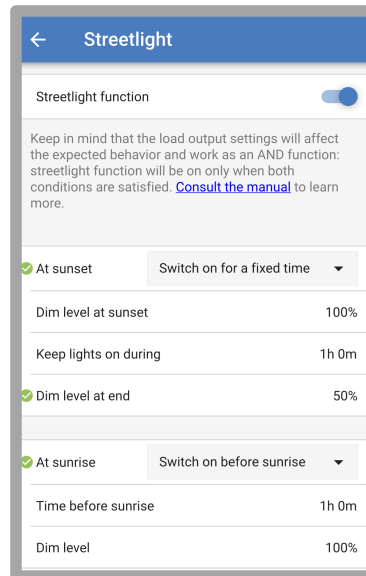 Streetlight
Streetlight function
Keep in mind that the load output settings will affect
the expected behavior and work as an AND function:
streetlight function will be on only when both
conditions are satisfied. Consult the manual to learn
more.
At sunset Switch on for a fixed time
Dim level at sunset 100%
Keep lights on during 1h 0m
Dim level at end 50%
At sunrise Switch on before sunrise
Time before sunrise 1h 0m
Dim level 100%